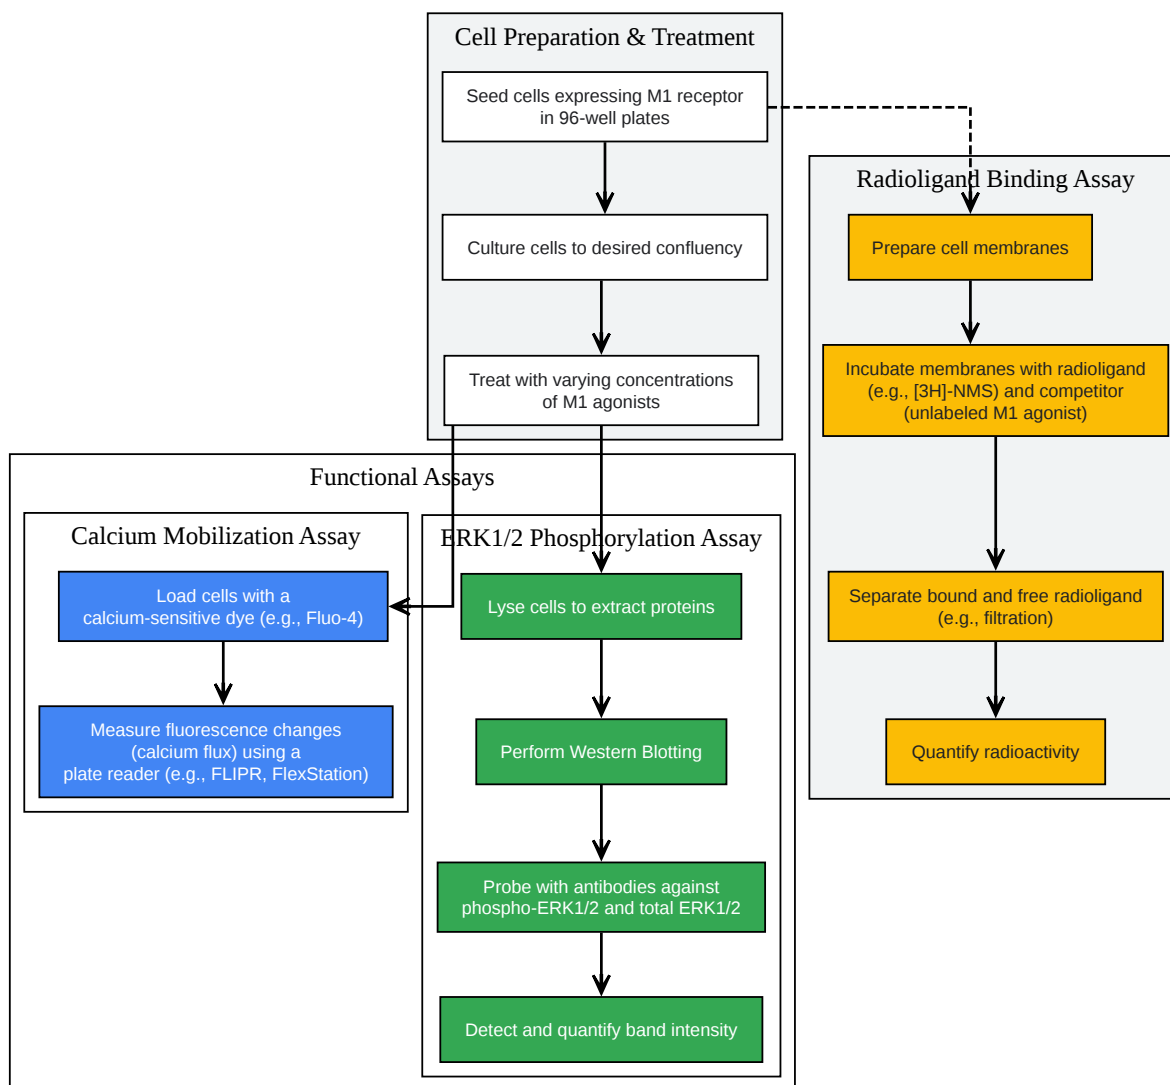 Cell Preparation & Treatment
Seed cells expressing M1 receptor
in 96-well plates
Culture cells to desired confluency
Treat with varying concentrations
of M1 agonists
Radioligand Binding Assay
Prepare cell membranes
Incubate membranes with radioligand
(e.g., [3H]-NMS) and competitor
(unlabeled M1 agonist)
Separate bound and free radioligand
(e.g., filtration)
Quantify radioactivity
Functional Assays
Calcium Mobilization Assay
Load cells with a
calcium-sensitive dye (e.g., Fluo-4)
Measure fluorescence changes
(calcium flux) using a
plate reader (e.g., FLIPR, FlexStation)
ERK1/2 Phosphorylation Assay
Lyse cells to extract proteins
Perform Western Blotting
Probe with antibodies against
phospho-ERK1/2 and total ERK1/2
Detect and quantify band intensity